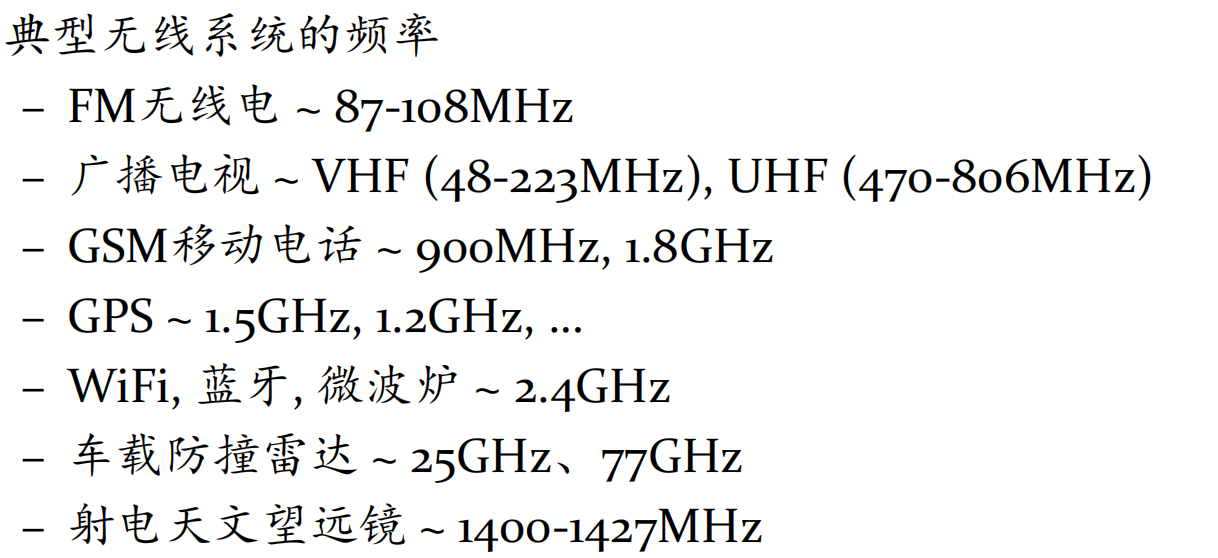 典型无线系统的频率
– FM无线电 ~ 87-108MHz
– 广播电视 ~ VHF (48-223MHz), UHF (470-806MHz)
– GSM移动电话 ~ 900MHz, 1.8GHz
– GPS ~ 1.5GHz, 1.2GHz, ...
– WiFi, 蓝牙, 微波炉 ~ 2.4GHz
– 车载防撞雷达 ~ 25GHz、77GHz
– 射电天文望远镜 ~ 1400-1427MHz